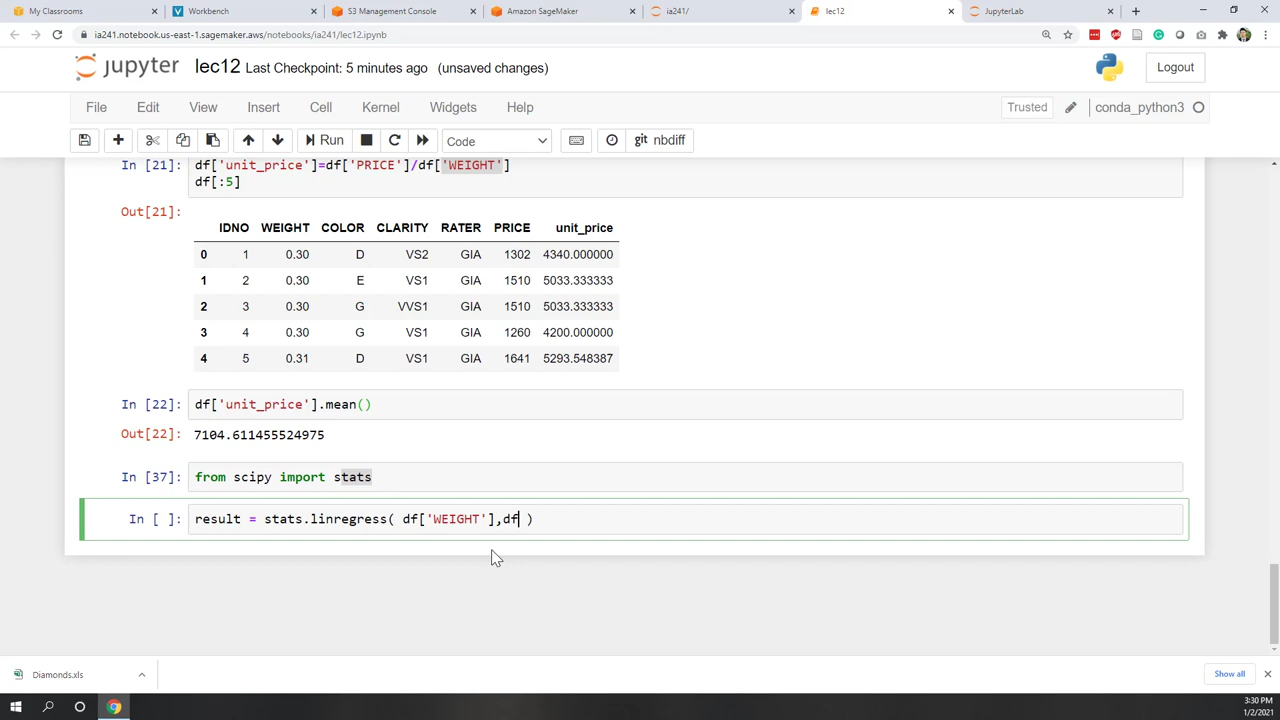 My Classrooms
Workbench
S3 Management Console
Amazon SageMaker
ia241/
lec12
JupyterLab
ia241.notebook.us-east-1.sagemaker.aws/notebooks/ia241/lec12.ipynb
jupyter lec12 Last Checkpoint: 5 minutes ago (unsaved changes)
Logout
File Edit View Insert Cell Kernel Widgets Help
Trusted
conda_python3
Run
Code
nbdiff
In [21]: df['unit_price']=df['PRICE']/df['WEIGHT']
df[:5]
Out[21]:
IDNO WEIGHT COLOR CLARITY RATER PRICE unit_price
0 1 0.30 D VS2 GIA 1302 4340.000000
1 2 0.30 E VS1 GIA 1510 5033.333333
2 3 0.30 G VVS1 GIA 1510 5033.333333
3 4 0.30 G VS1 GIA 1260 4200.000000
4 5 0.31 D VS1 GIA 1641 5293.548387
In [22]: df['unit_price'].mean()
Out[22]: 7104.611455524975
In [37]: from scipy import stats
In [ ]: result = stats.linregress( df['WEIGHT'],df )
Diamonds.xls
Show all
3:30 PM
1/2/2021